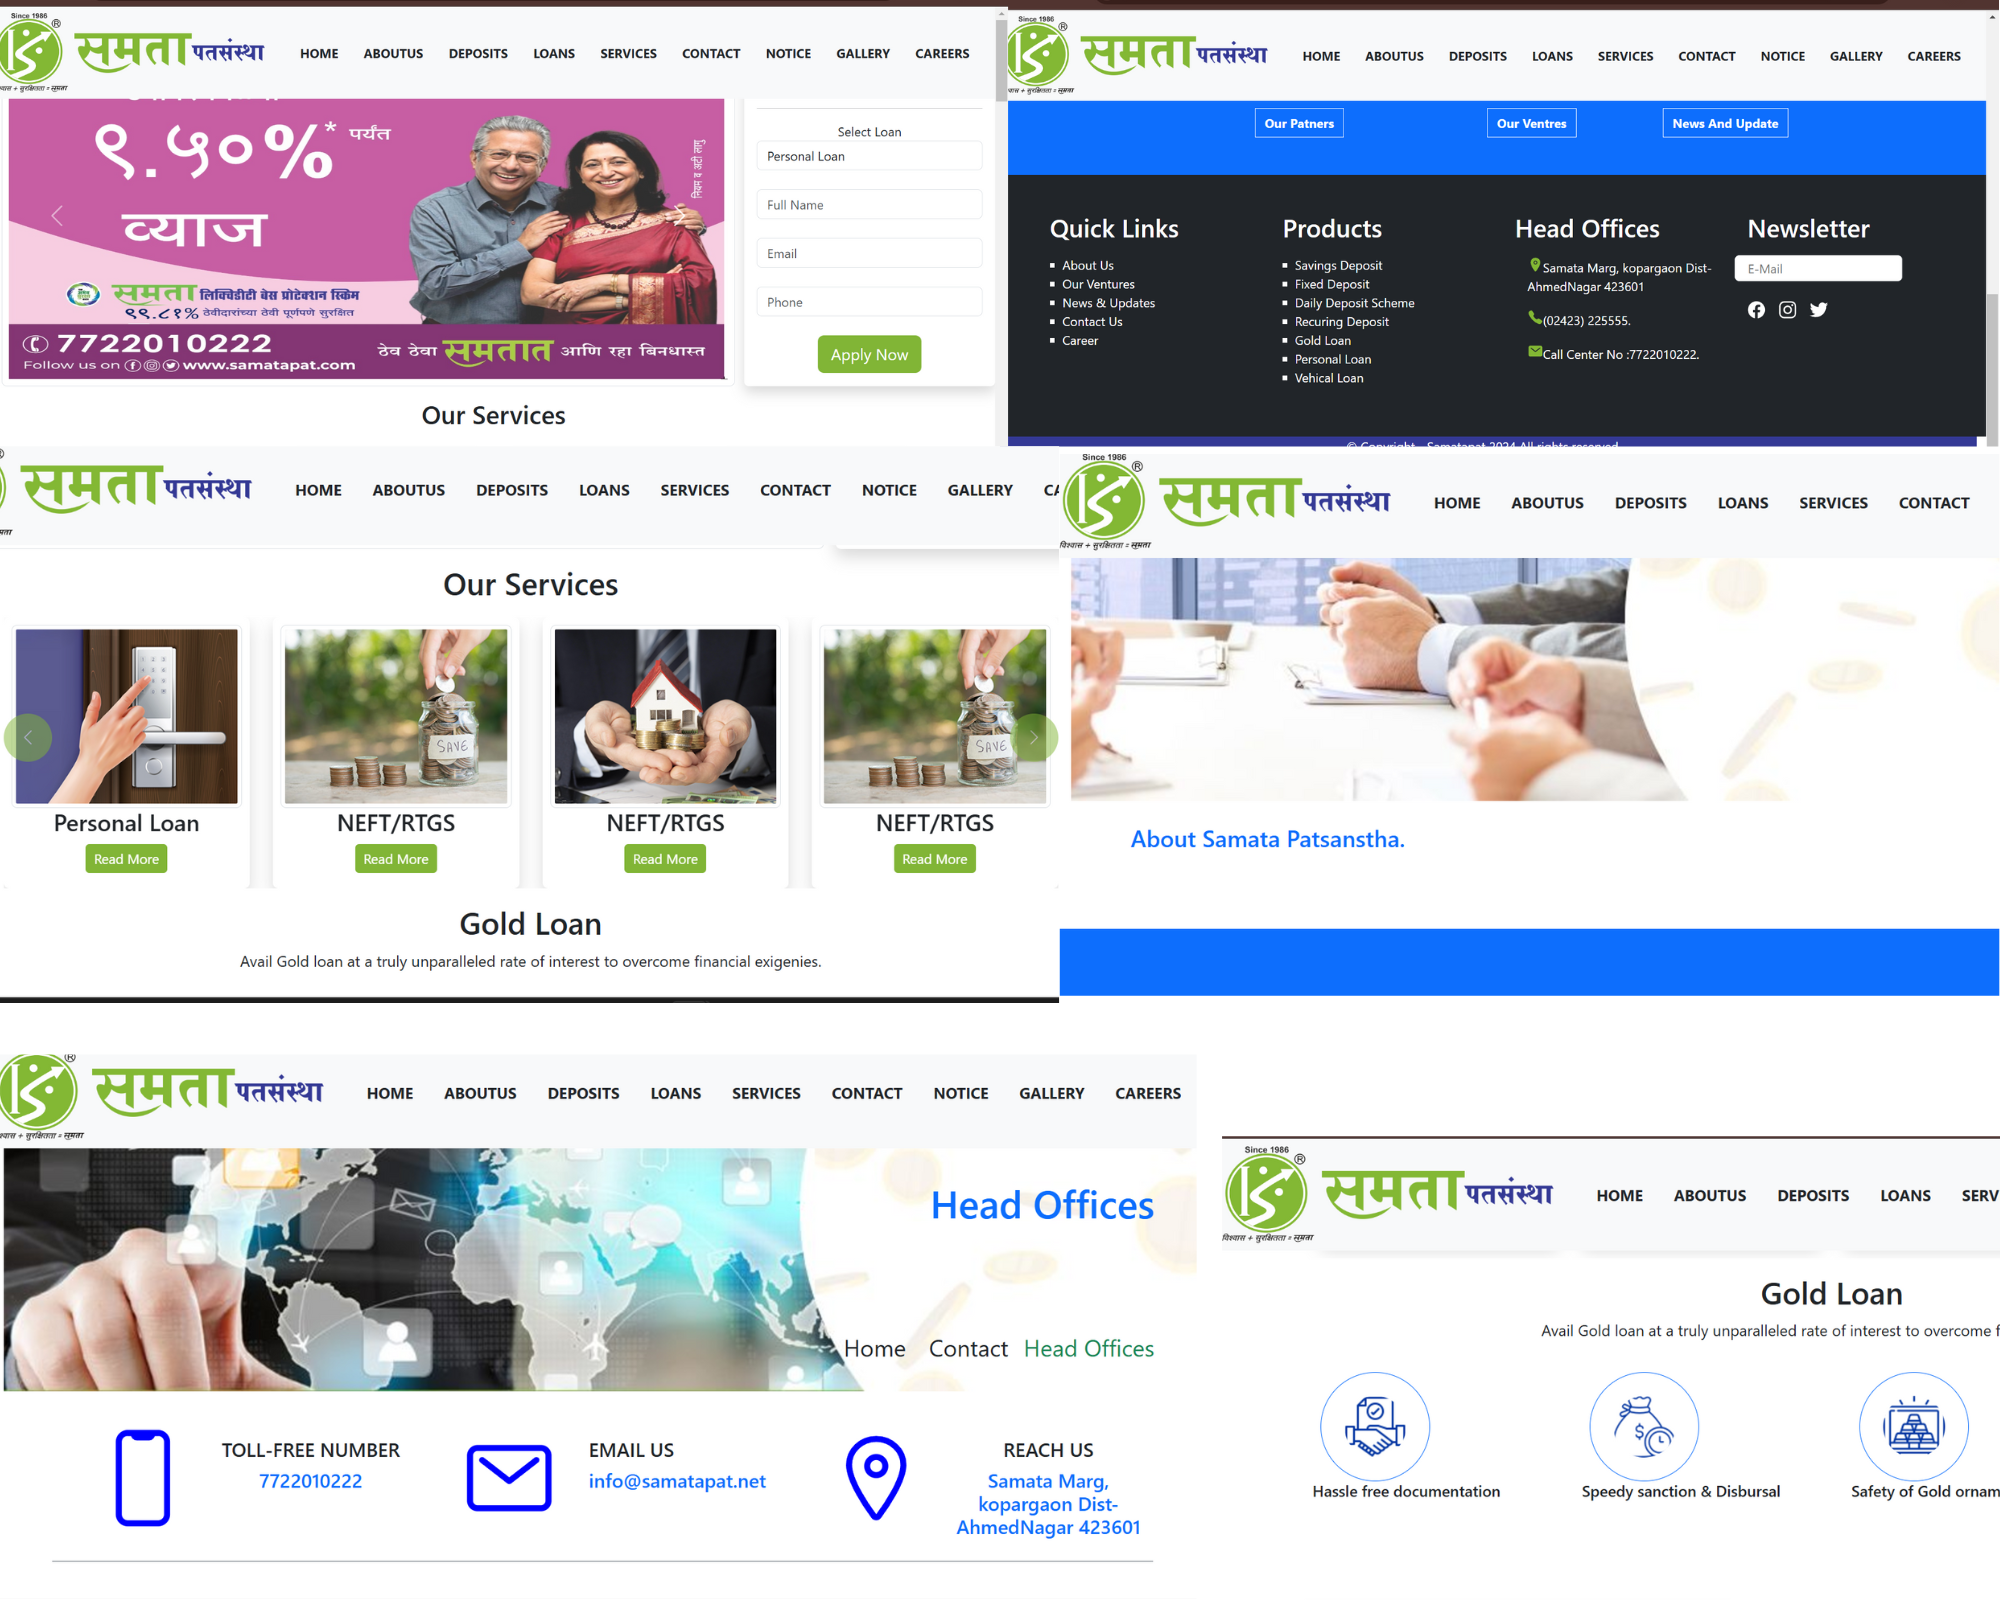 Since 1986
®
समता पतसंस्था
HOME ABOUTUS DEPOSITS LOANS SERVICES CONTACT NOTICE GALLERY CAREERS
९.५०%* पर्यंत
व्याज
नियम व अटी लागू
समता लिक्विडीटी बेस प्रोटेक्शन स्किम
९९.८१% ठेवीदारांच्या ठेवी पूर्णपणे सुरक्षित
7722010222
Follow us on www.samatapat.com
ठेव ठेवा समतात आणि रहा बिनधास्त
Select Loan
Personal Loan
Full Name
Email
Phone
Apply Now
Our Services
Since 1986
®
समता पतसंस्था
HOME ABOUTUS DEPOSITS LOANS SERVICES CONTACT NOTICE GALLERY CAREERS
Our Patners
Our Ventres
News And Update
Quick Links
About Us
Our Ventures
News & Updates
Contact Us
Career
Products
Savings Deposit
Fixed Deposit
Daily Deposit Scheme
Recuring Deposit
Gold Loan
Personal Loan
Vehical Loan
Head Offices
Samata Marg, kopargaon Dist-
AhmedNagar 423601
(02423) 225555.
Call Center No :7722010222.
Newsletter
E-Mail
© Copyright - Samatapat 2024 All rights reserved
समता पतसंस्था
HOME ABOUTUS DEPOSITS LOANS SERVICES CONTACT NOTICE GALLERY CA
Our Services
SAVE
SAVE
Personal Loan
NEFT/RTGS
NEFT/RTGS
NEFT/RTGS
Read More
Read More
Read More
Read More
Gold Loan
Avail Gold loan at a truly unparalleled rate of interest to overcome financial exigenies.
Since 1986
®
समता पतसंस्था
विश्वास + सुरक्षितता = समता
HOME ABOUTUS DEPOSITS LOANS SERVICES CONTACT
About Samata Patsanstha.
®
समता पतसंस्था
HOME ABOUTUS DEPOSITS LOANS SERVICES CONTACT NOTICE GALLERY CAREERS
Head Offices
Home Contact Head Offices
TOLL-FREE NUMBER
7722010222
EMAIL US
info@samatapat.net
REACH US
Samata Marg,
kopargaon Dist-
AhmedNagar 423601
Since 1986
®
समता पतसंस्था
विश्वास + सुरक्षितता = समता
HOME ABOUTUS DEPOSITS LOANS SERV
Gold Loan
Avail Gold loan at a truly unparalleled rate of interest to overcome f
Hassle free documentation
Speedy sanction & Disbursal
Safety of Gold ornam